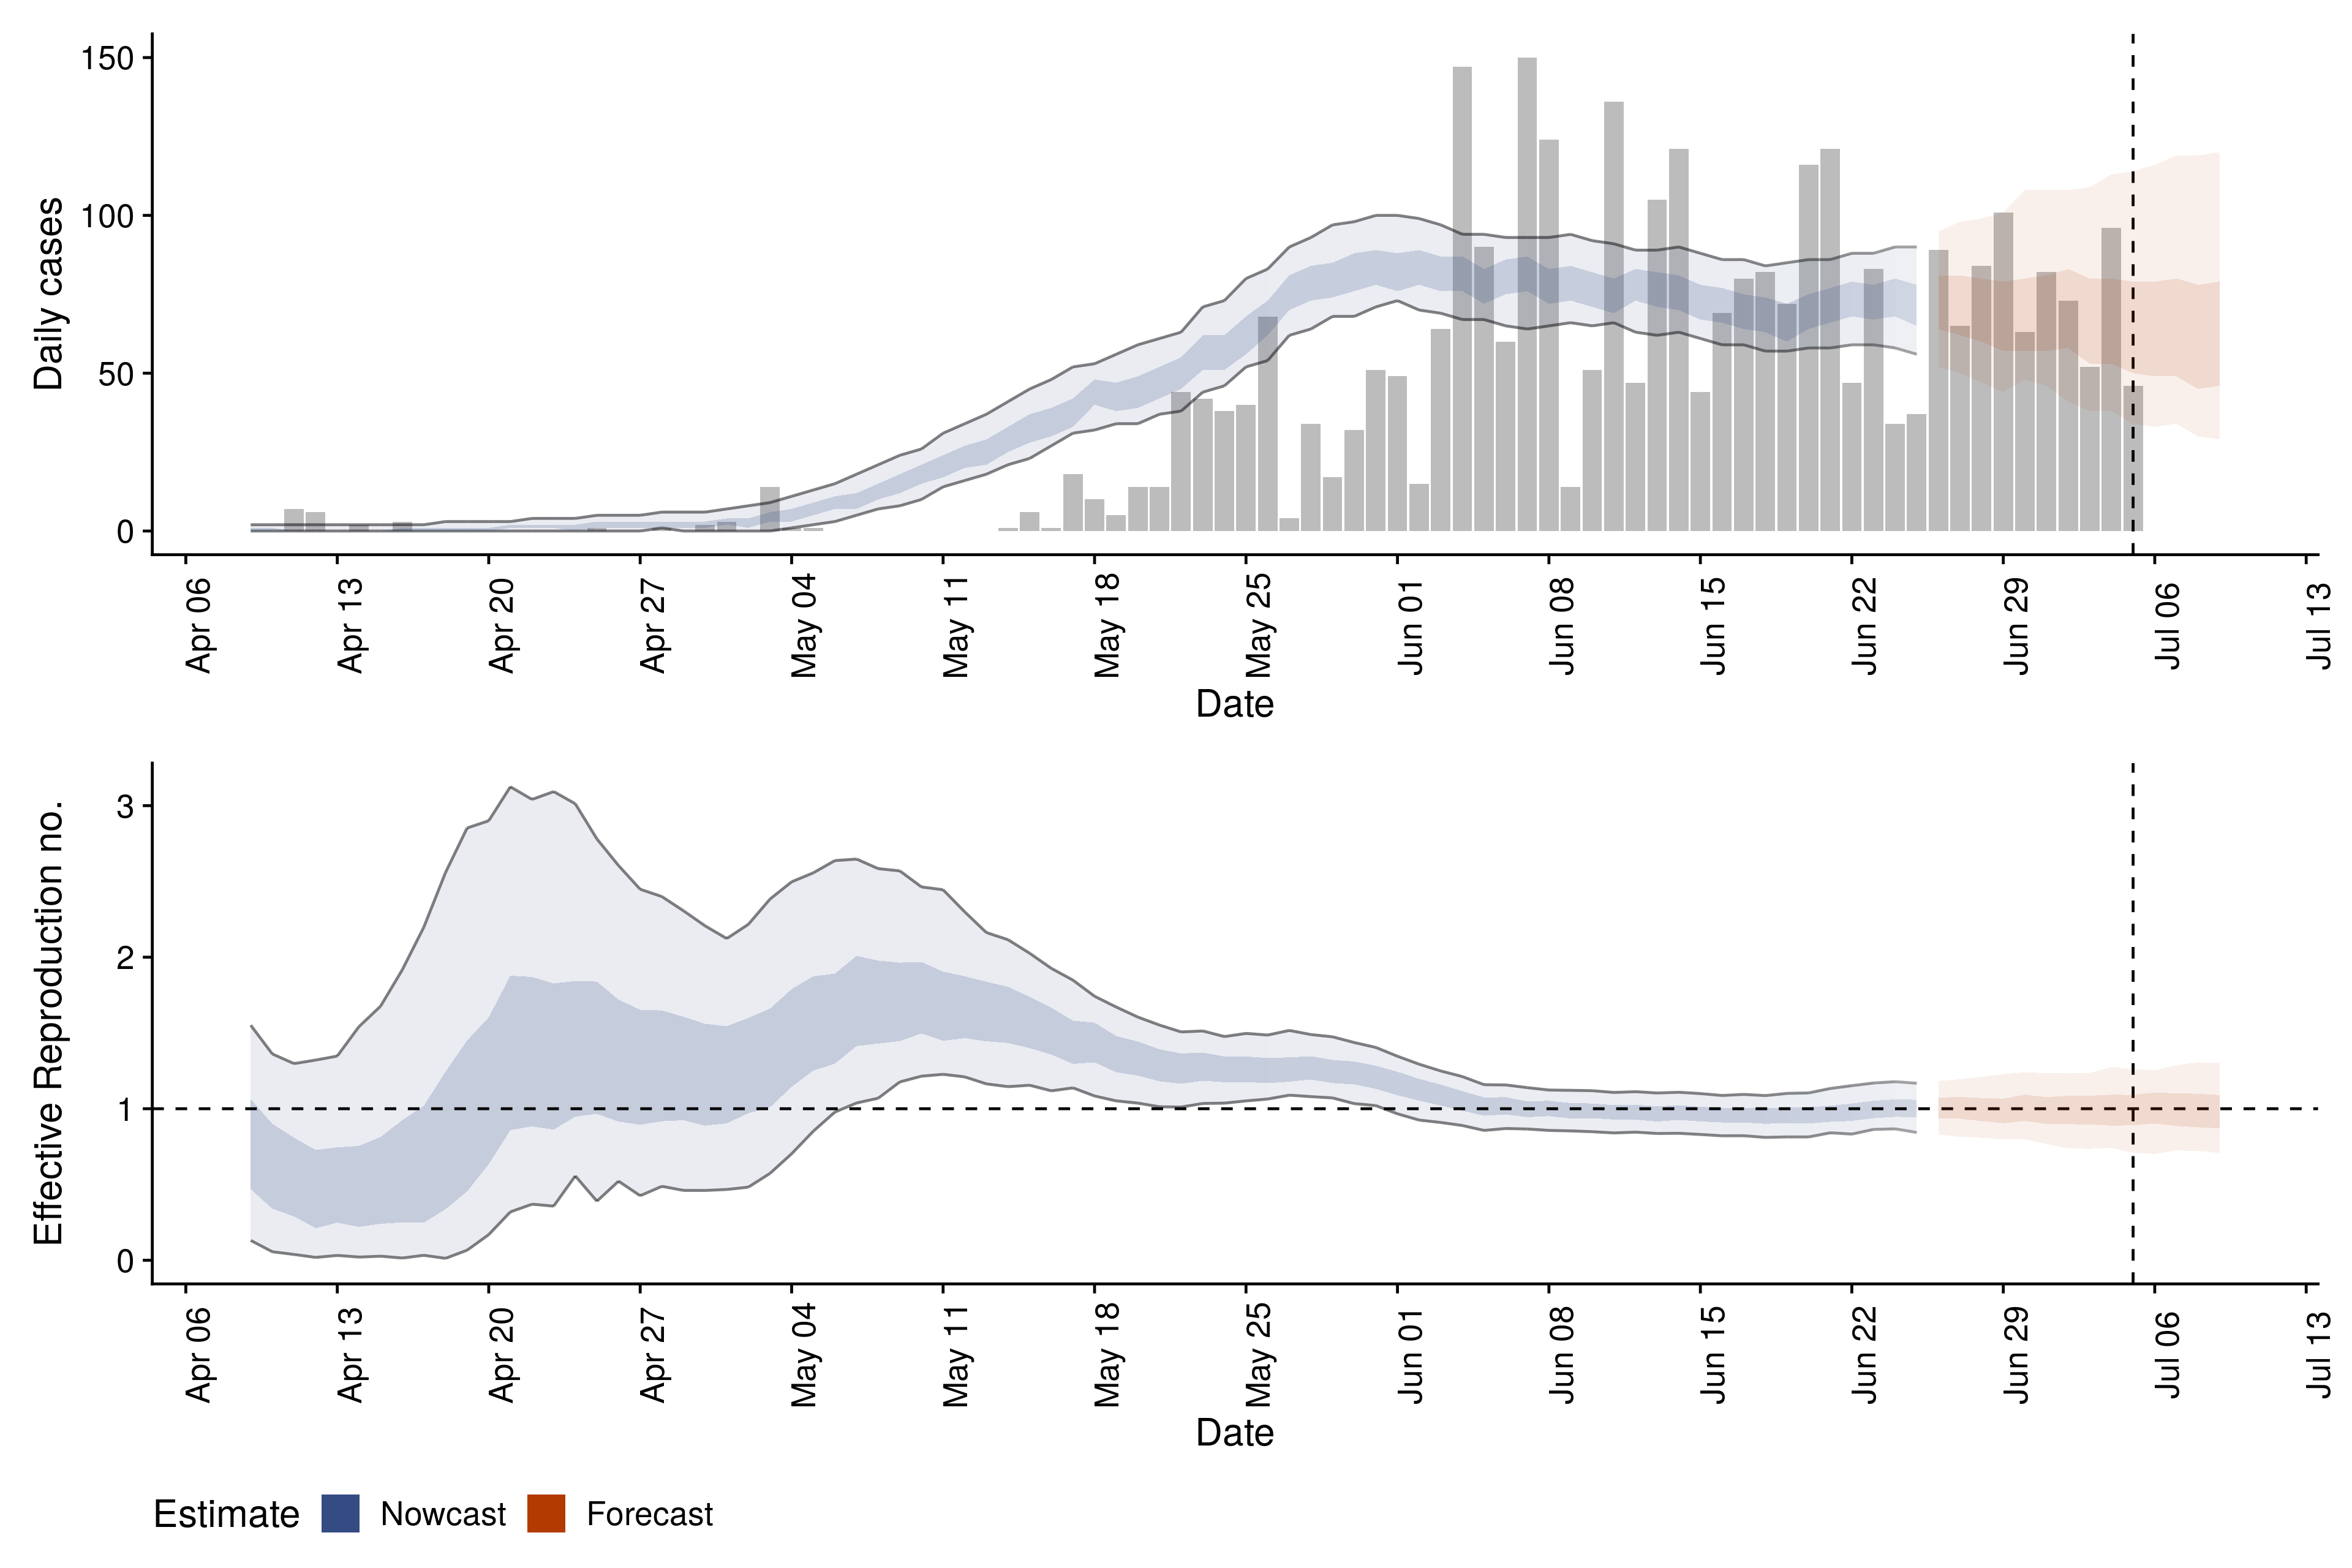 Daily cases
150
100
50
0
Apr 06
Apr 13
Apr 20
Apr 27
May 04
May 11
May 18
May 25
Jun 01
Jun 08
Jun 15
Jun 22
Jun 29
Jul 06
Jul 13
Date
Effective Reproduction no.
3
2
1
0
Apr 06
Apr 13
Apr 20
Apr 27
May 04
May 11
May 18
May 25
Jun 01
Jun 08
Jun 15
Jun 22
Jun 29
Jul 06
Jul 13
Date
Estimate Nowcast Forecast